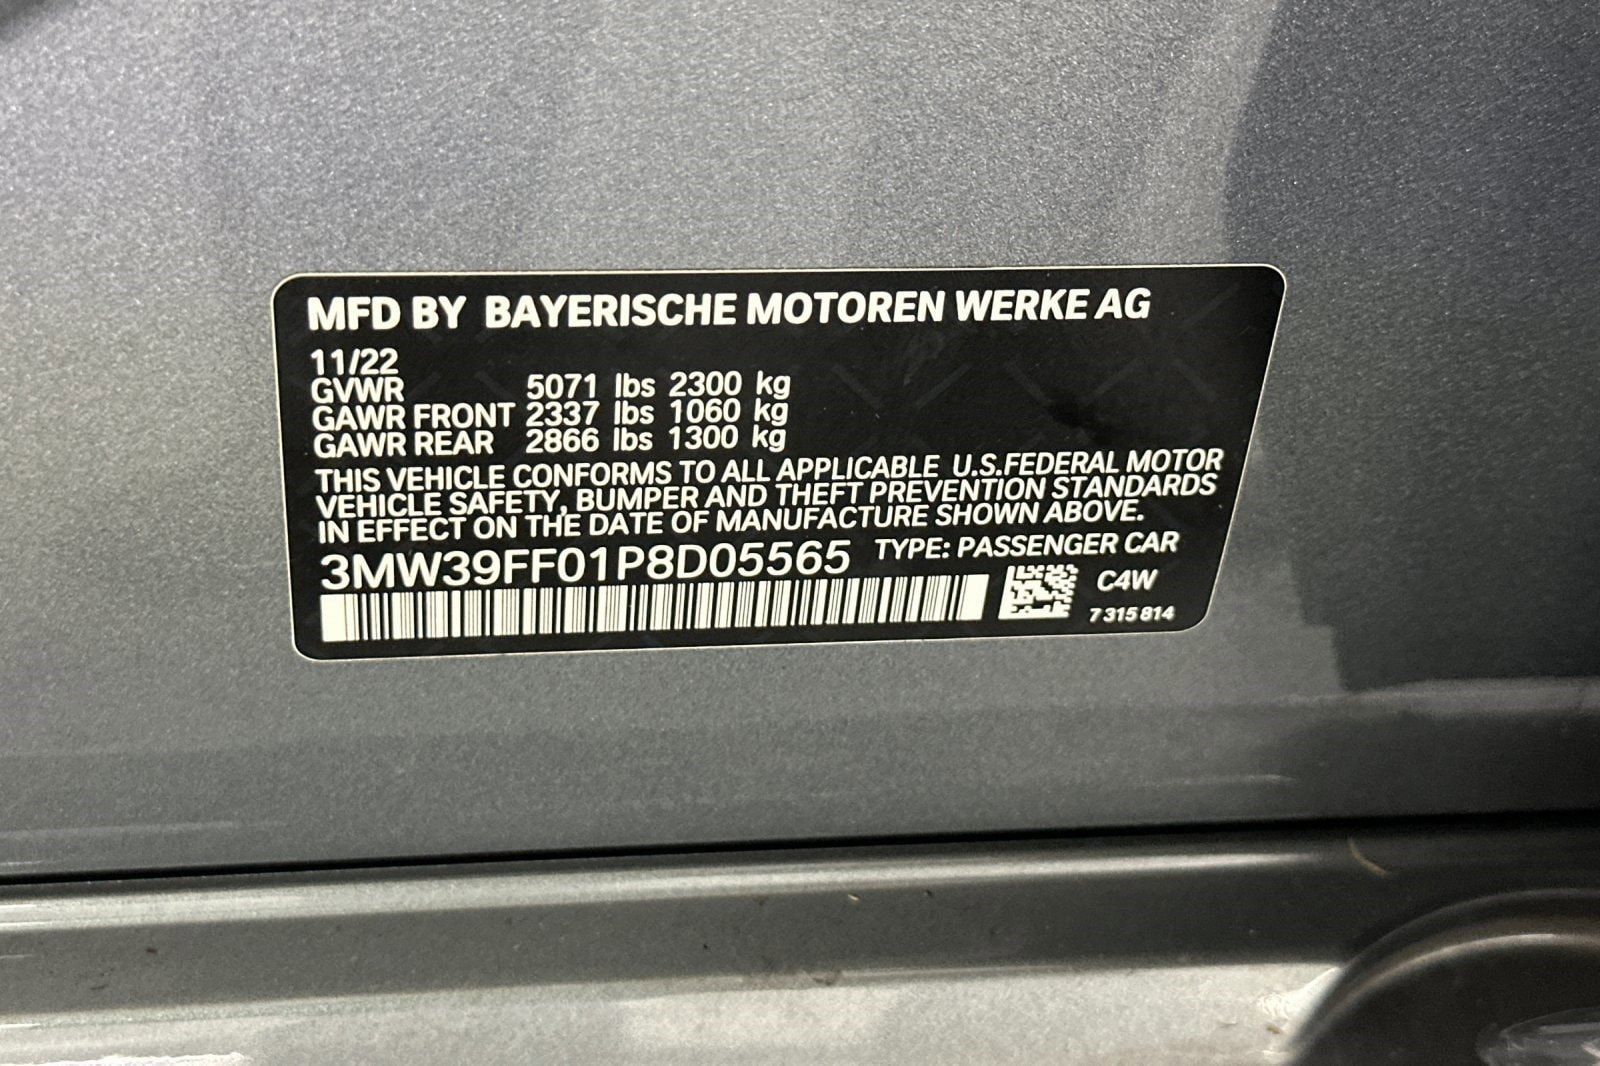 MFD BY BAYERISCHE MOTOREN WERKE AG
11/22
GVWR 5071 lbs 2300 kg
GAWR FRONT 2337 lbs 1060 kg
GAWR REAR 2866 lbs 1300 kg
THIS VEHICLE CONFORMS TO ALL APPLICABLE U.S.FEDERAL MOTOR
VEHICLE SAFETY, BUMPER AND THEFT PREVENTION STANDARDS
IN EFFECT ON THE DATE OF MANUFACTURE SHOWN ABOVE.
3MW39FF01P8D05565 TYPE: PASSENGER CAR
C4W
7 315 814